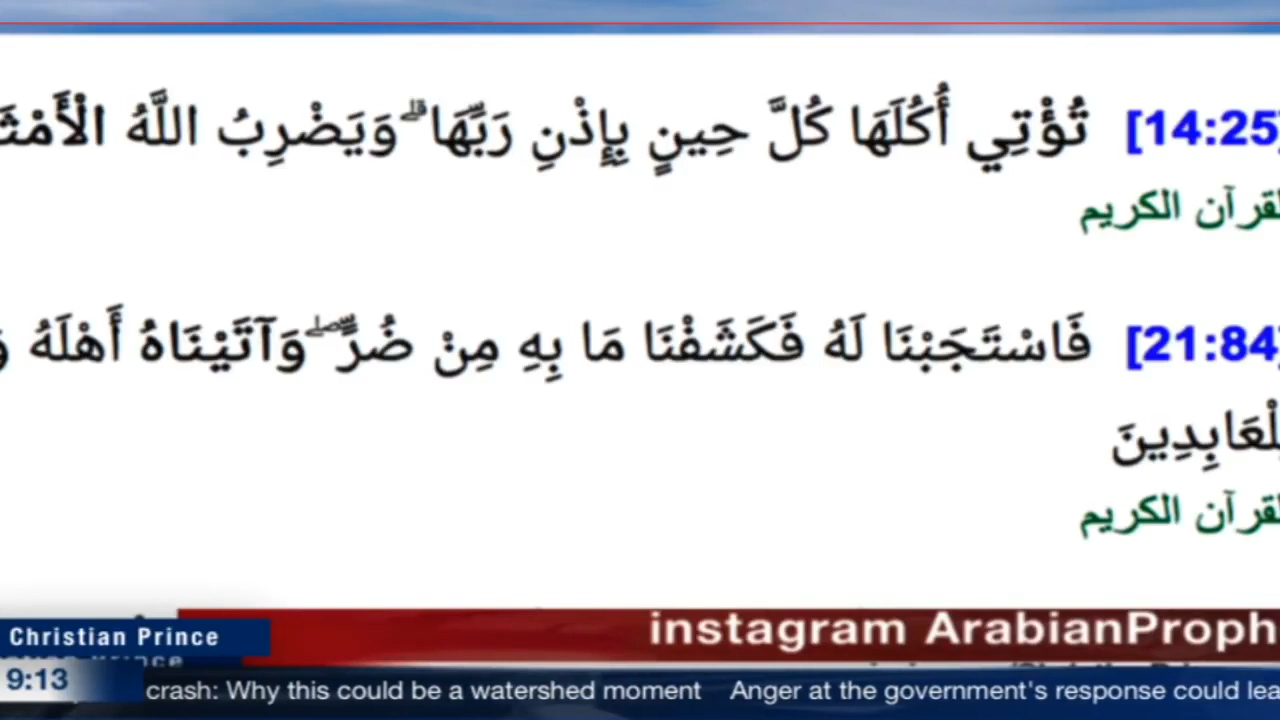 [14:25] تُؤْتِي أُكُلَهَا كُلَّ حِينٍ بِإِذْنِ رَبِّهَا ۗ وَيَضْرِبُ اللَّهُ
القرآن الكريم
[21:84] فَاسْتَجَبْنَا لَهُ فَكَشَفْنَا مَا بِهِ مِنْ ضُرٍّ ۖ وَآتَيْنَاهُ أَهْلَهُ
لِلْعَابِدِينَ
القرآن الكريم
instagram ArabianProph
Christian Prince
9:13
crash: Why this could be a watershed moment Anger at the government's response could lea